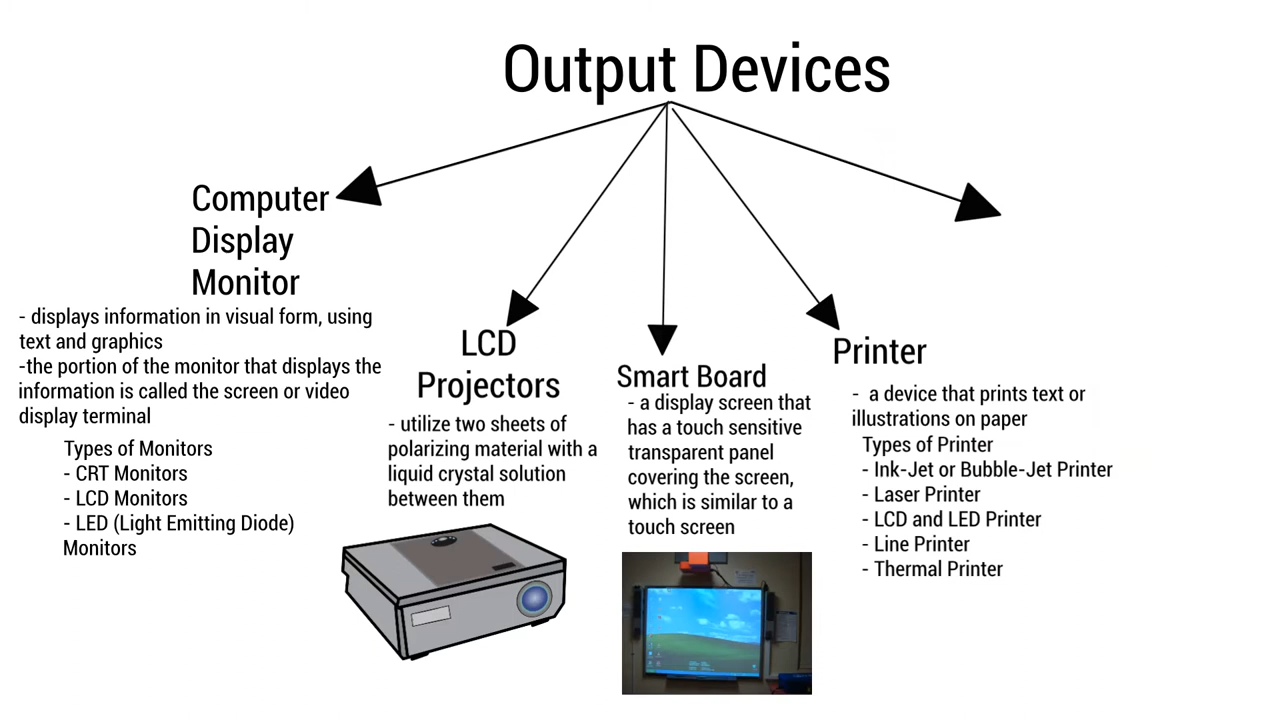 Output Devices
Computer
Display
Monitor
- displays information in visual form, using
text and graphics
-the portion of the monitor that displays the
information is called the screen or video
display terminal
Types of Monitors
- CRT Monitors
- LCD Monitors
- LED (Light Emitting Diode)
Monitors
LCD
Projectors
- utilize two sheets of
polarizing material with a
liquid crystal solution
between them
Smart Board
- a display screen that
has a touch sensitive
transparent panel
covering the screen,
which is similar to a
touch screen
Printer
- a device that prints text or
illustrations on paper
Types of Printer
- Ink-Jet or Bubble-Jet Printer
- Laser Printer
- LCD and LED Printer
- Line Printer
- Thermal Printer